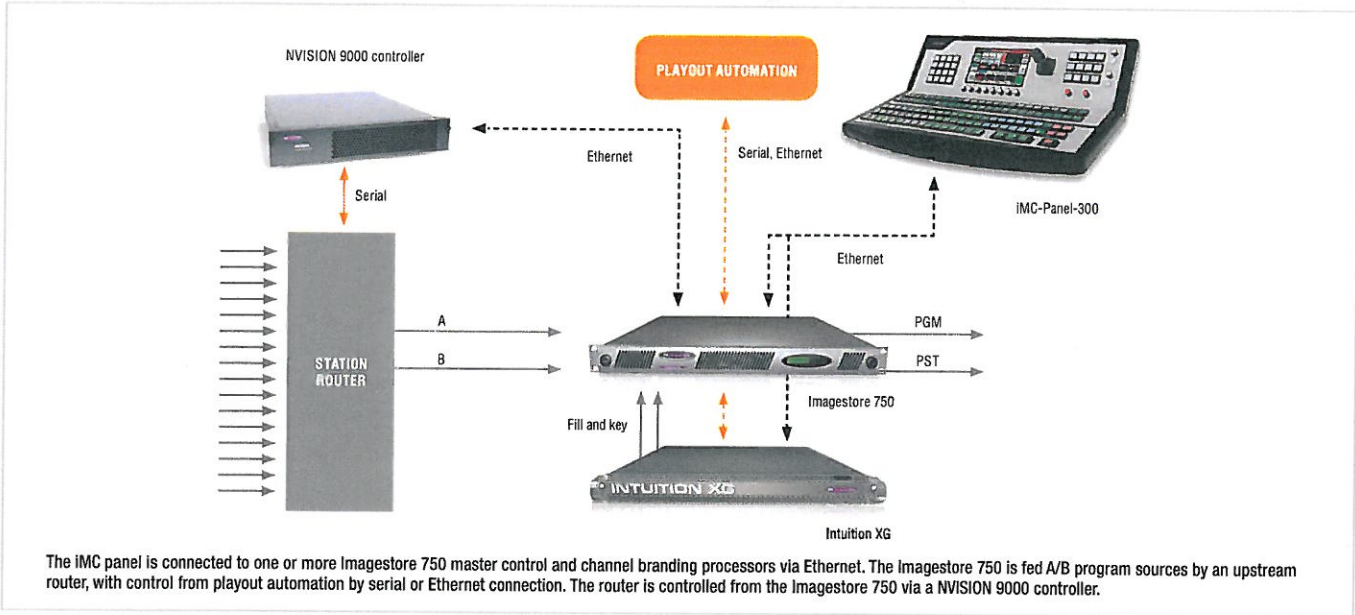 NVISION 9000 controller
PLAYOUT AUTOMATION
Ethernet
Serial, Ethernet
Serial
iMC-Panel-300
Ethernet
A
PGM
STATION
ROUTER
B
PST
Imagestore 750
Fill and key
INTUITION XG
Intuition XG
The iMC panel is connected to one or more Imagestore 750 master control and channel branding processors via Ethernet. The Imagestore 750 is fed A/B program sources by an upstream
router, with control from playout automation by serial or Ethernet connection. The router is controlled from the Imagestore 750 via a NVISION 9000 controller.